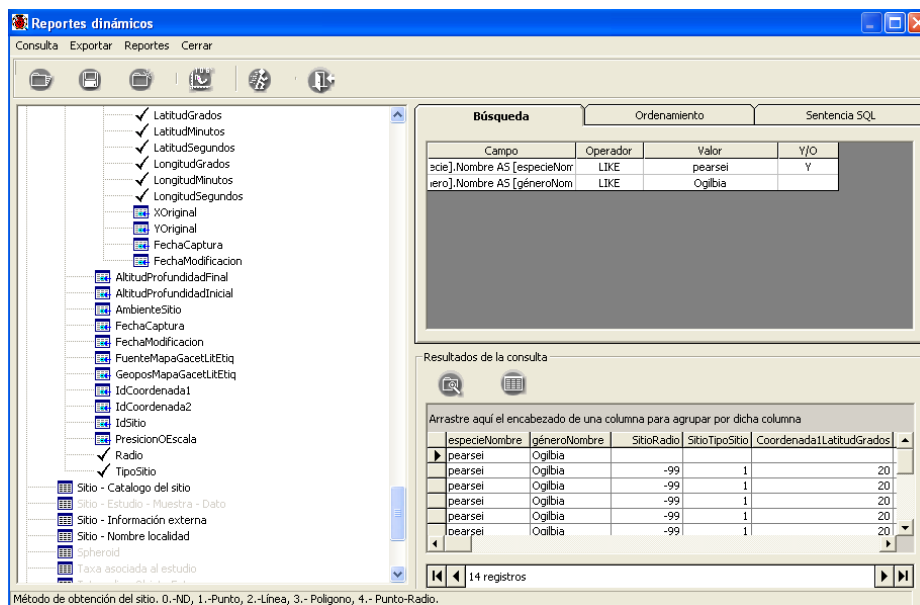 Reportes dinámicos
Consulta Exportar Reportes Cerrar
LatitudGrados
LatitudMinutos
LatitudSegundos
LongitudGrados
LongitudMinutos
LongitudSegundos
XOriginal
YOriginal
FechaCaptura
FechaModificacion
AltitudProfundidadFinal
AltitudProfundidadInicial
AmbienteSitio
FechaCaptura
FechaModificacion
FuenteMapaGacetLitEtiq
GeoposMapaGacetLitEtiq
IdCoordenada1
IdCoordenada2
IdSitio
PresicionOEscala
Radio
TipoSitio
Sitio - Catalogo del sitio
Sitio - Estudio - Muestra - Dato
Sitio - Información externa
Sitio - Nombre localidad
Spheroid
Taxa asociada al estudio
Búsqueda Ordenamiento Sentencia SQL
Campo Operador Valor Y/O
ecie].Nombre AS [especieNom LIKE pearsei Y
nero].Nombre AS [géneroNom LIKE Ogilbia
Resultados de la consulta
Arrastre aquí el encabezado de una columna para agrupar por dicha columna
especieNombre géneroNombre SitioRadio SitioTipoSitio Coordenada1LatitudGrados
pearsei Ogilbia
pearsei Ogilbia -99 1 20
pearsei Ogilbia -99 1 20
pearsei Ogilbia -99 1 20
pearsei Ogilbia -99 1 20
pearsei Ogilbia -99 1 20
14 registros
Método de obtención del sitio. 0.-ND, 1.-Punto, 2.-Línea, 3.- Poligono, 4.- Punto-Radio.